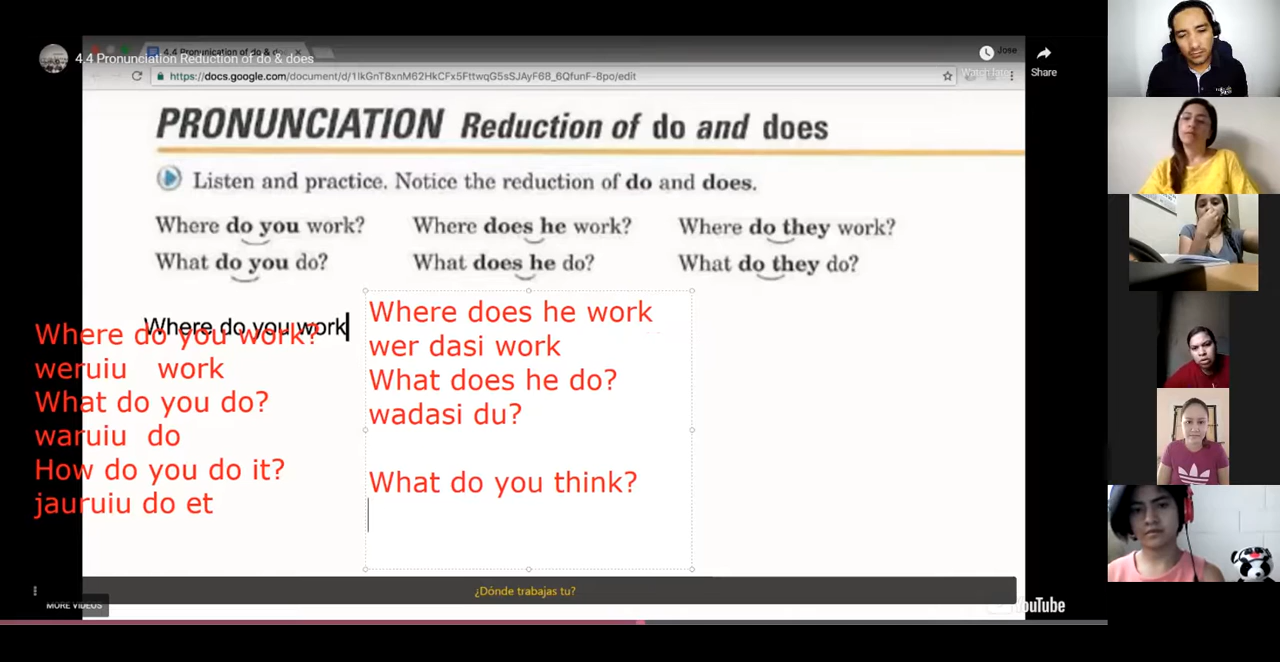 4.4 Pronunciation Reduction of do & does
Jose
https://docs.google.com/document/d/1IkGnT8xnM62HkCFx5FttwqG5sSJAyF68_6QfunF-8po/edit
Watch later
Share
PRONUNCIATION Reduction of do and does
Listen and practice. Notice the reduction of do and does.
Where do you work? Where does he work? Where do they work?
What do you do? What does he do? What do they do?
Where do you work
Where do you work?
weruiu work
What do you do?
waruiu do
How do you do it?
jauruiu do et
Where does he work
wer dasi work
What does he do?
wadasi du?
What do you think?
¿Dónde trabajas tu?
MORE VIDEOS
YouTube